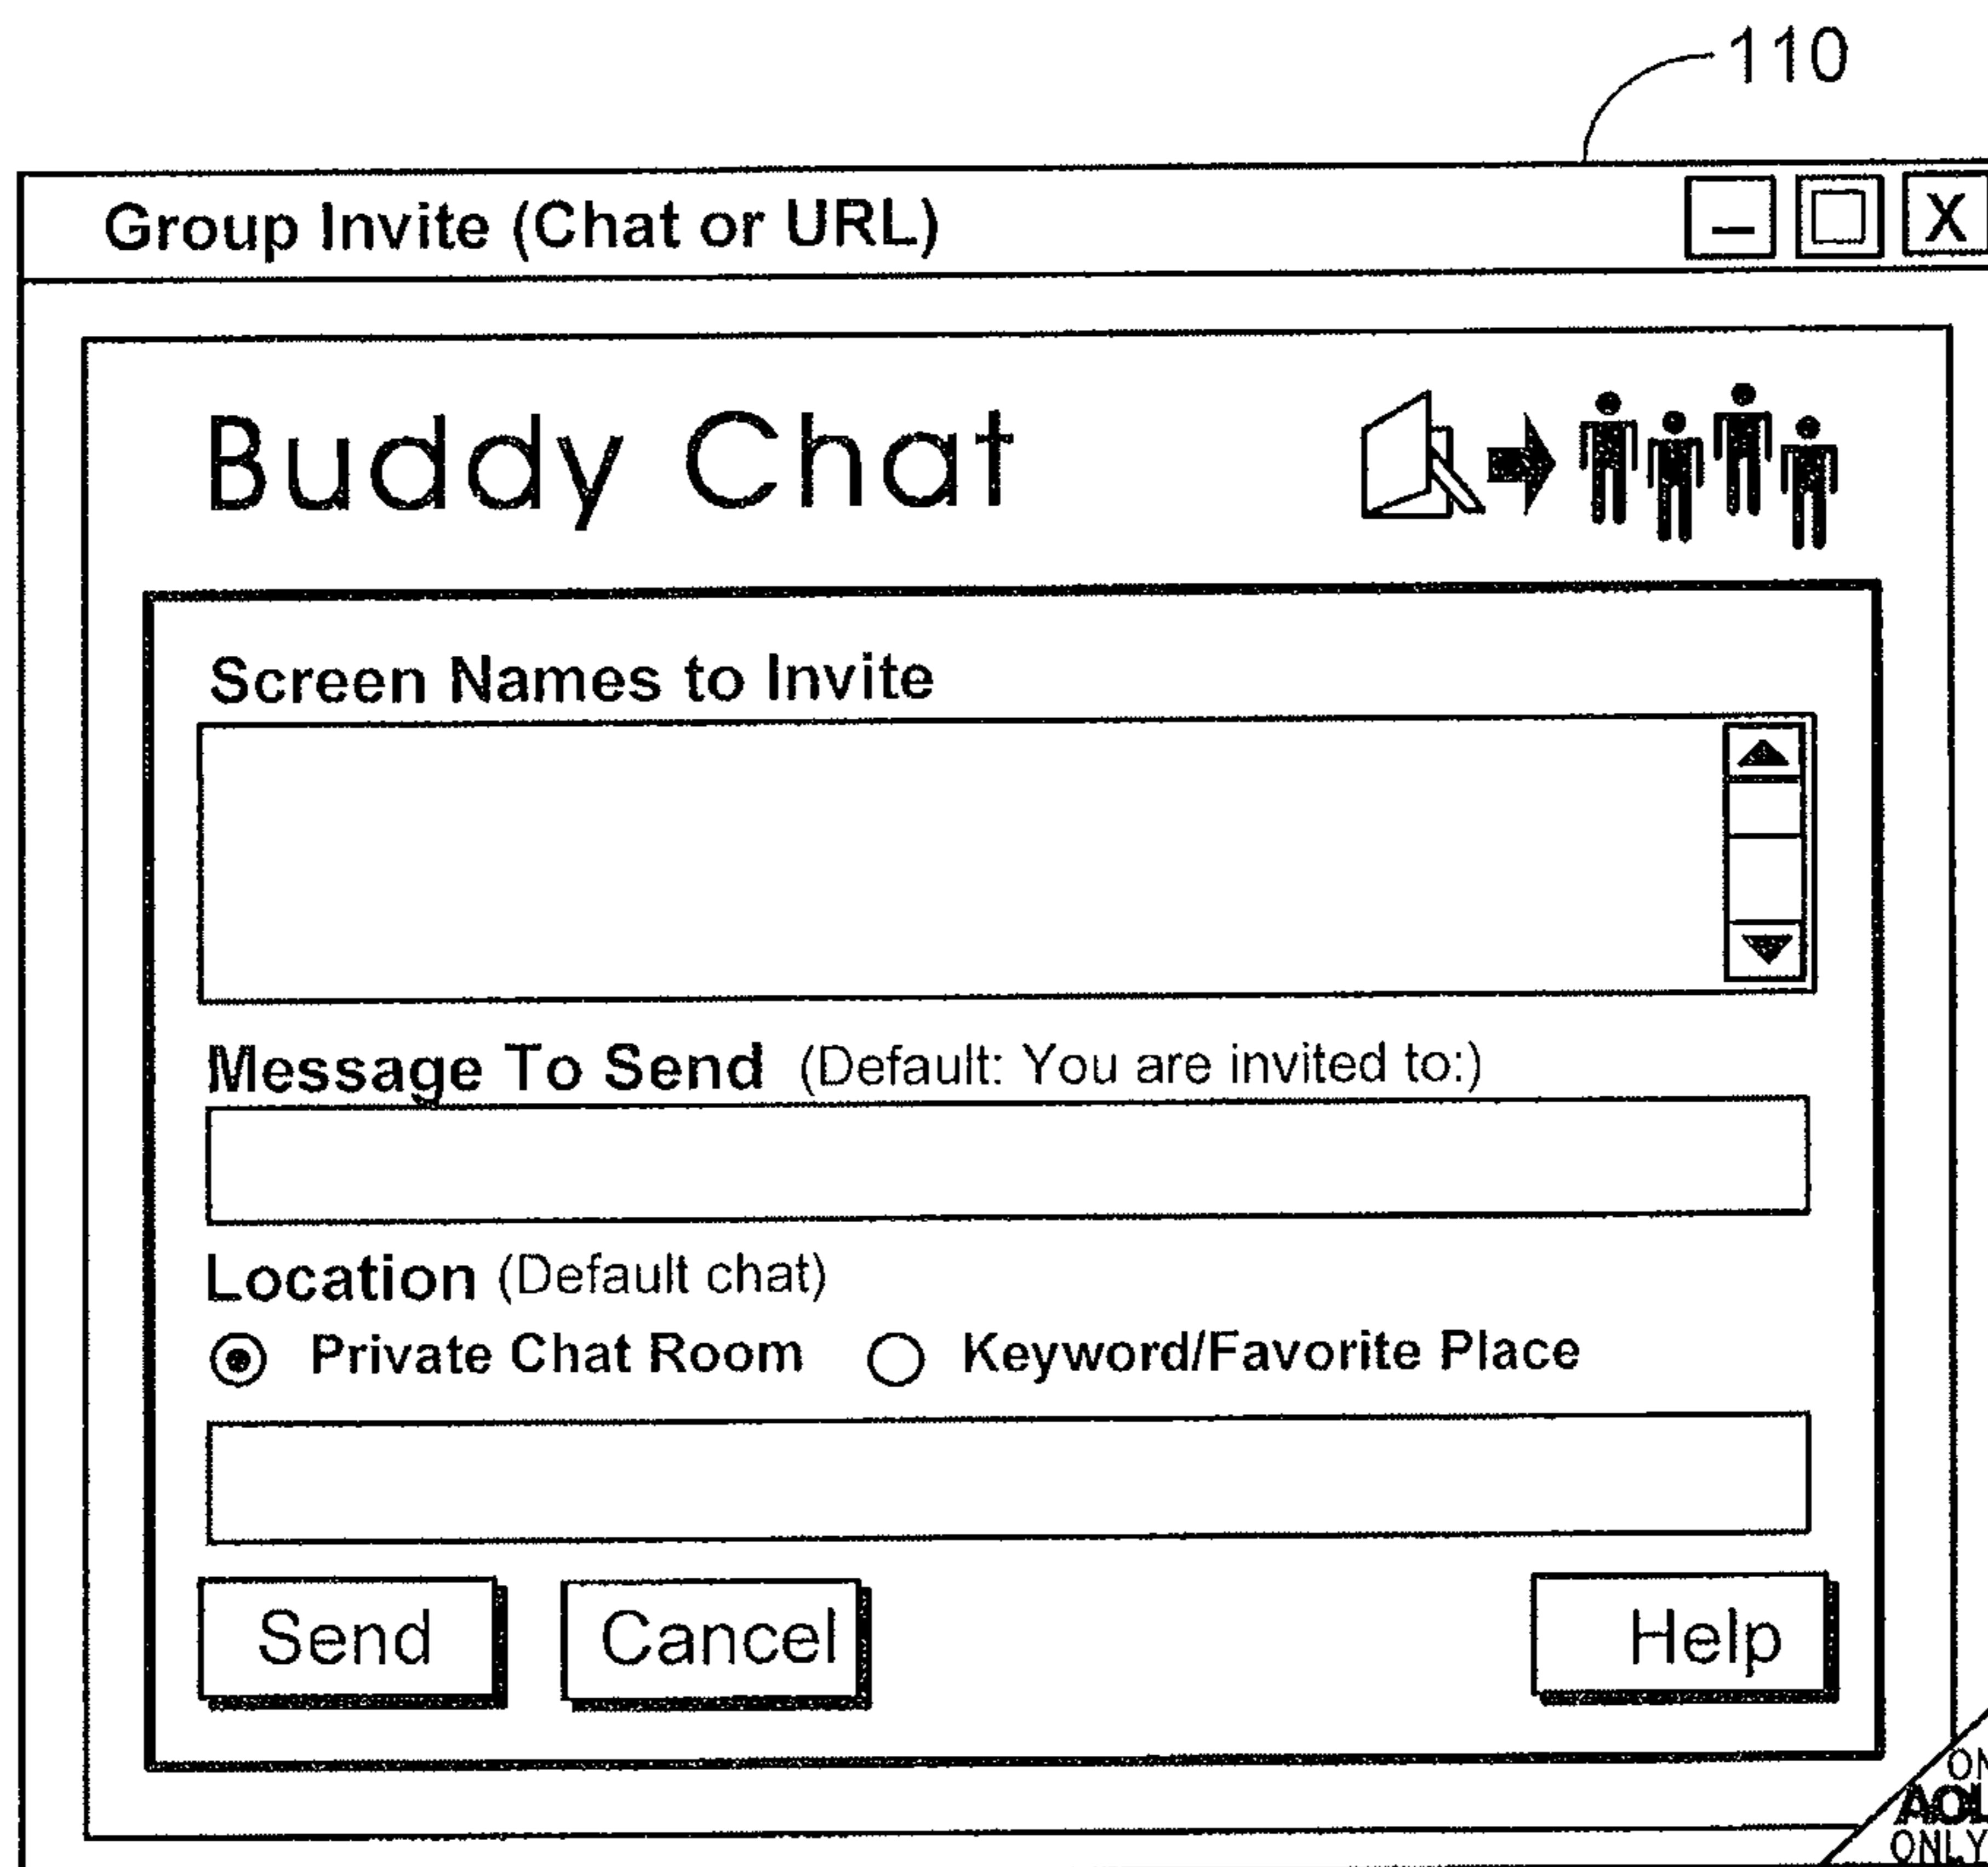 110
Group Invite (Chat or URL)
X
Buddy Chat
Screen Names to Invite
Message To Send (Default: You are invited to:)
Location (Default chat)
Private Chat Room Keyword/Favorite Place
Send Cancel Help
AOL
ONLY